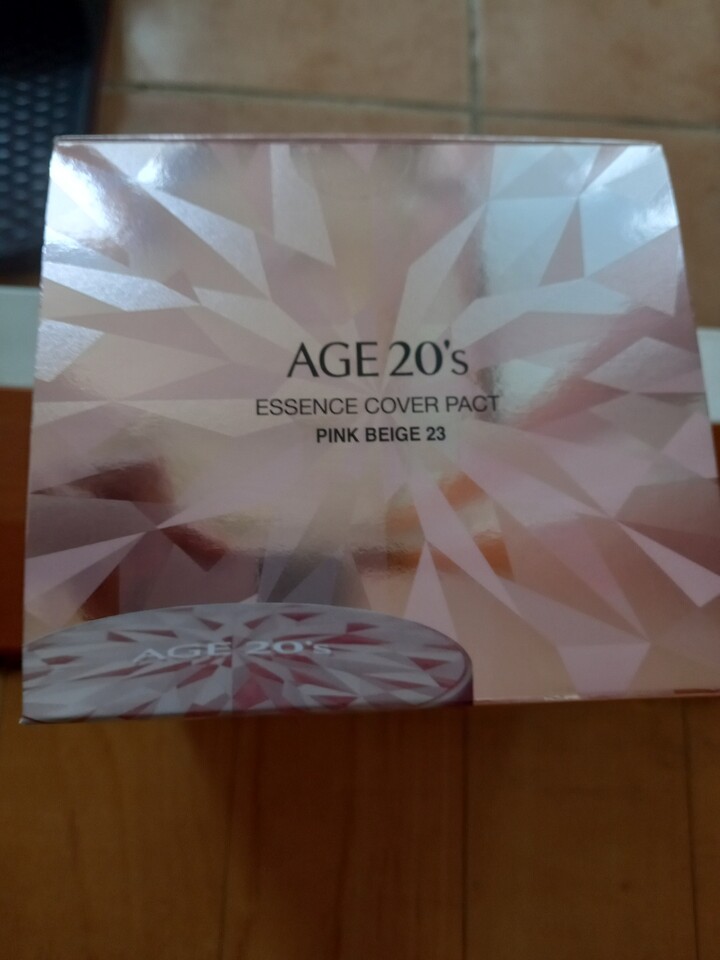 AGE 20's
ESSENCE COVER PACT
PINK BEIGE 23
AGE 20's